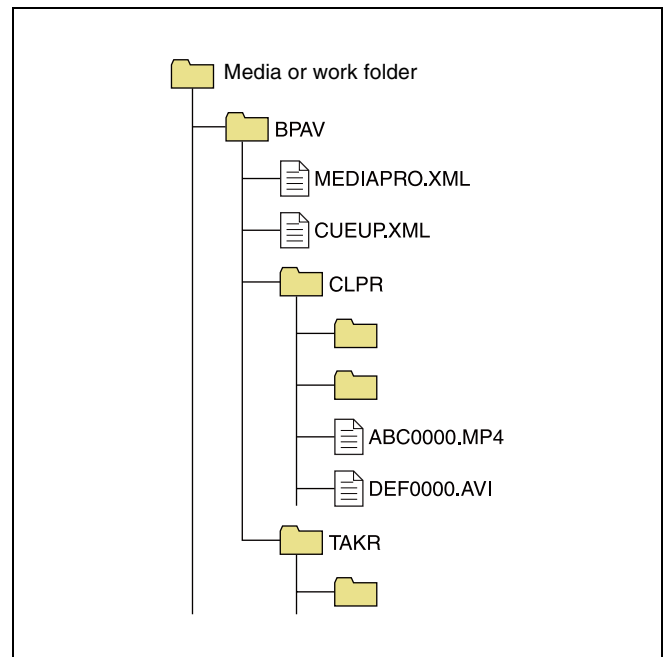 Media or work folder
BPAV
MEDIAPRO.XML
CUEUP.XML
CLPR
ABC0000.MP4
DEF0000.AVI
TAKR